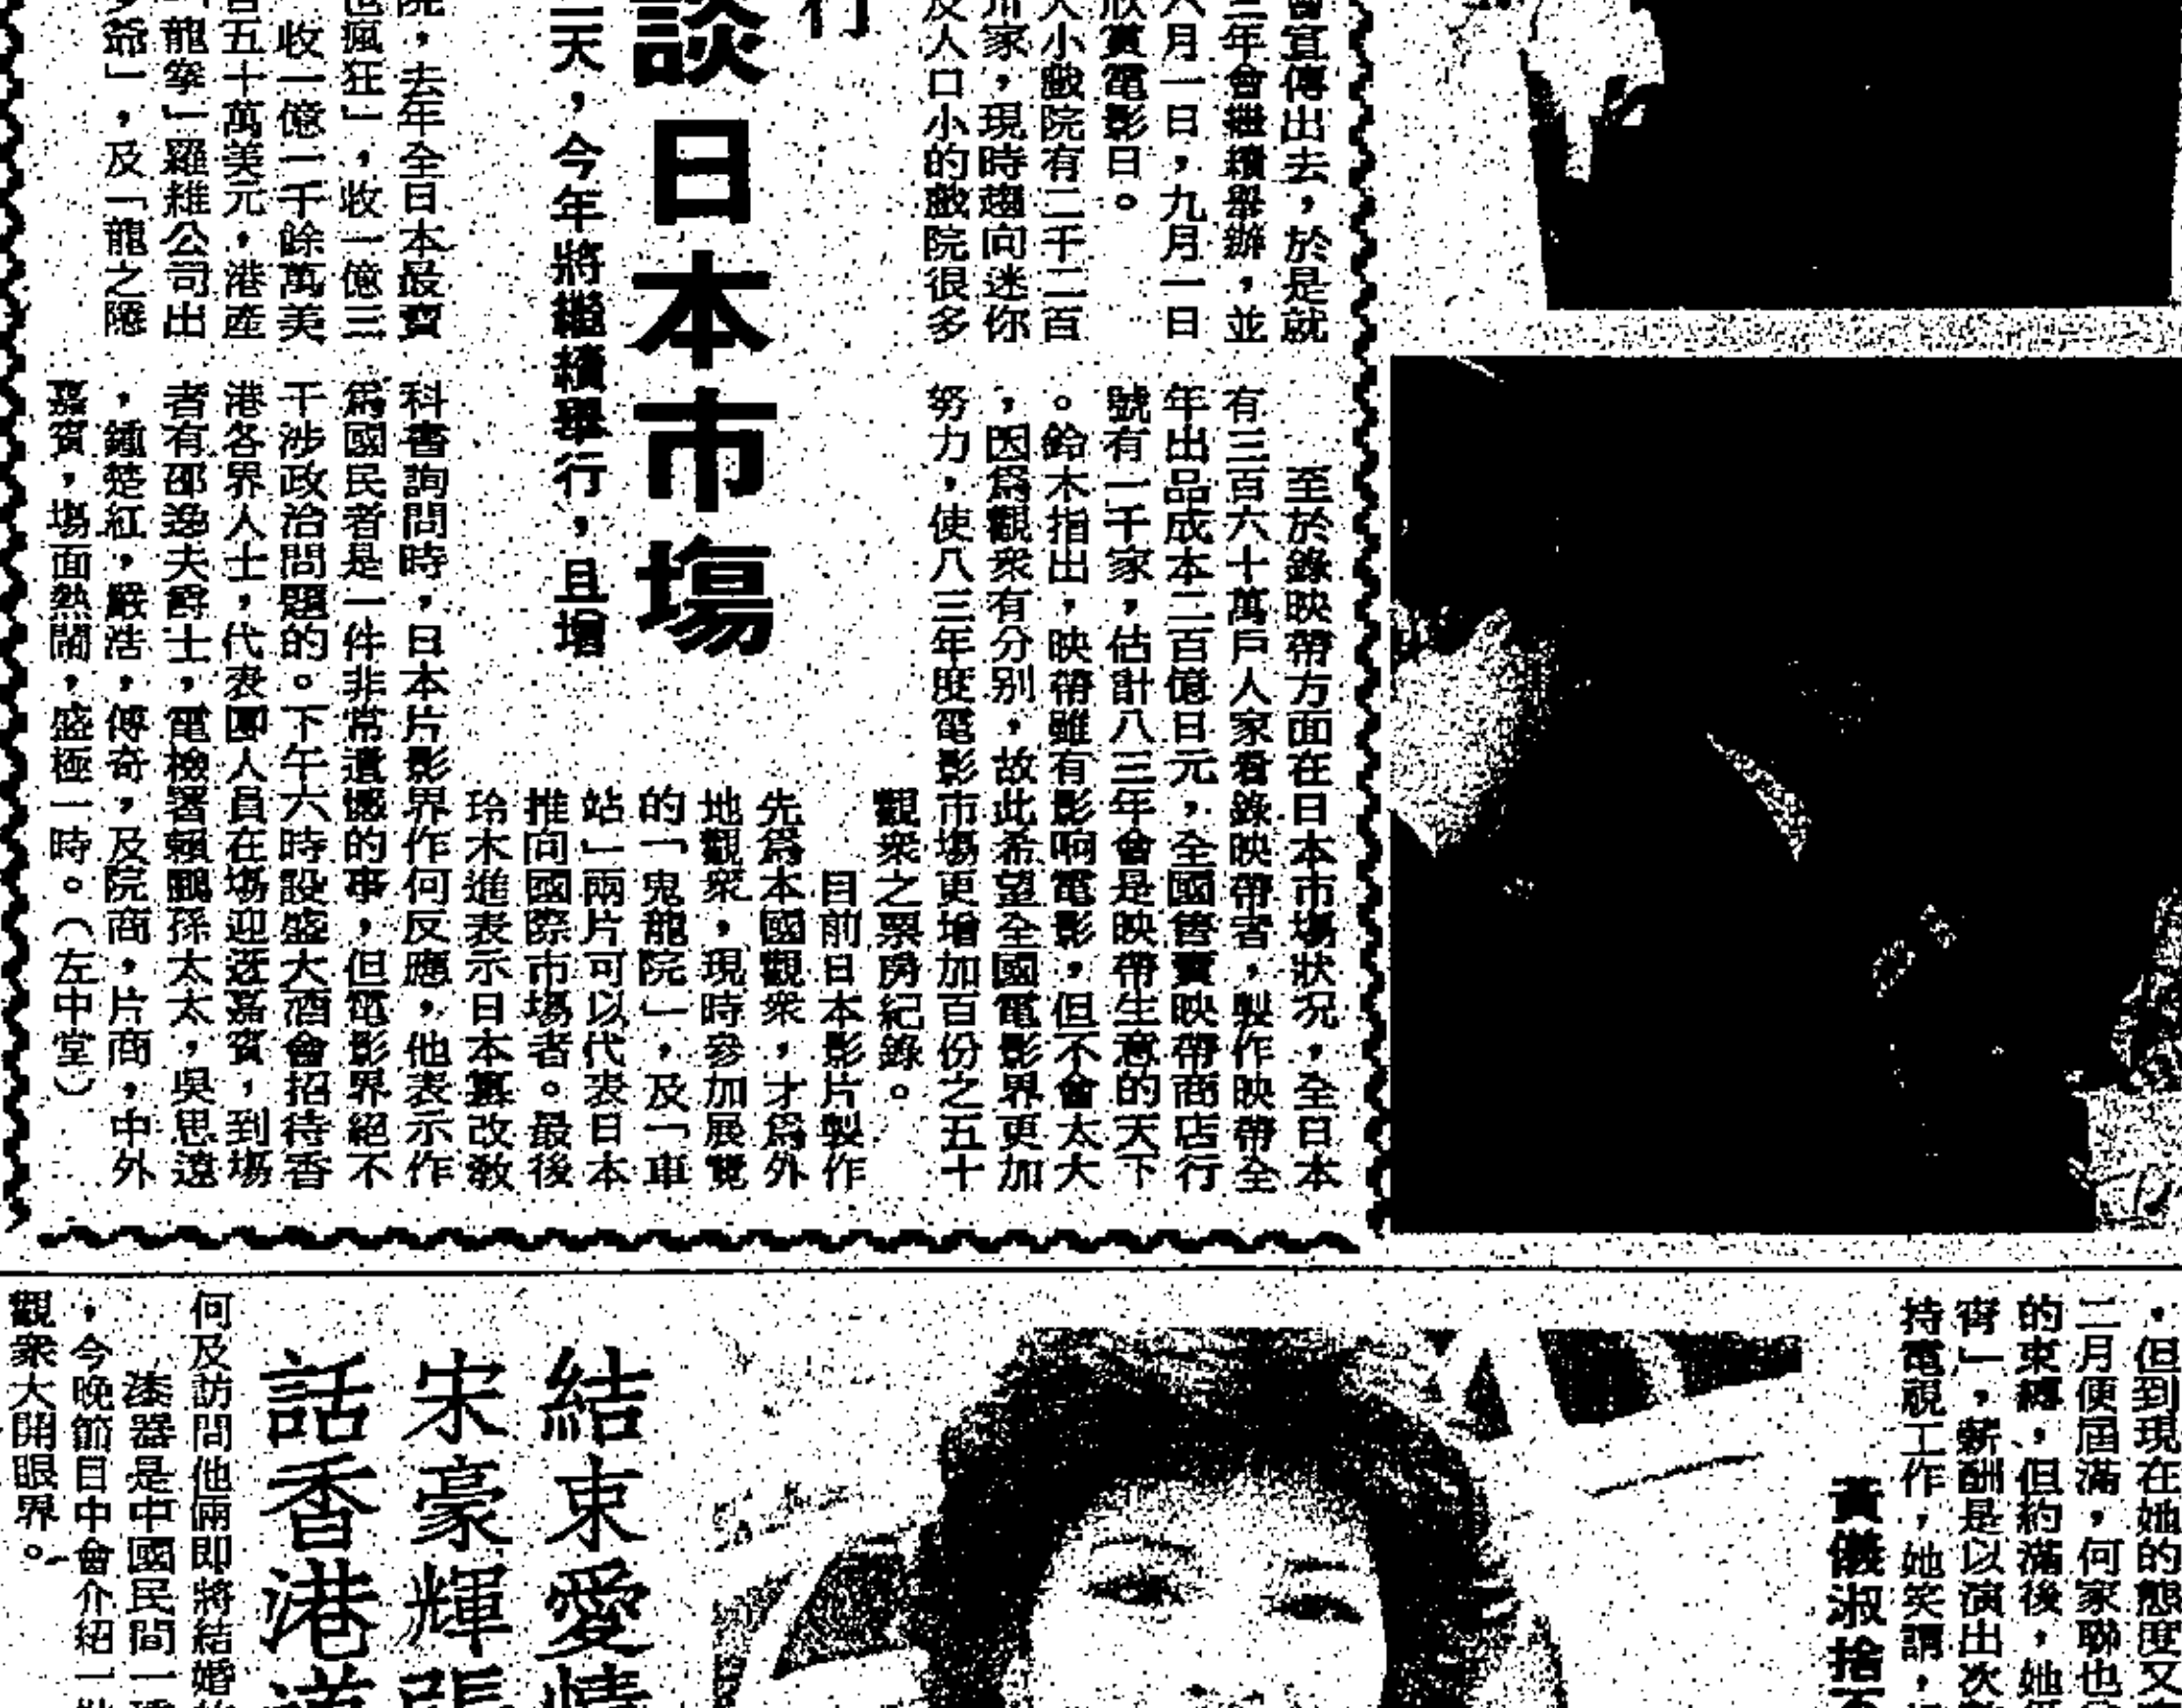 行
談日本市場
三天，今年將繼續舉行，且增
會宣傳出去，於是就
三年會繼續舉辦，並
六月一日，九月一日
欣賞電影日。
大小戲院有二千二百
卅家，現時趨向迷你
及人口小的戲院很多
院，去年全日本最賣
也瘋狂」，收一億三
收一億一千餘萬美
百五十萬美元，港產
「龍拳」羅維公司出
少爺」，及「龍之隱
至於錄映帶方面在日本市場狀況，全日本
有三百六十萬戶人家看錄映帶者，製作映帶全
年出品成本二百億日元，全國售賣映帶商店行
號有一千家，估計八三年會是映帶生意的天下
。鈴木指出，映帶雖有影响電影，但不會太大
，因爲觀衆有分别，故此希望全國電影界更加
努力，使八三年度電影市場更增加百份之五十
觀衆之票房紀錄。
目前日本影片製作
先爲本國觀衆，才爲外
地觀衆，現時參加展覽
的「鬼龍院」，及「車
站」兩片可以代表日本
推向國際市場者。最後
玲木進表示日本篡改教
科書詢問時，日本片影界作何反應，他表示作
爲國民者是一件非常遺憾的事，但電影界絕不
干涉政治問題的。下午六時設盛大酒會招待香
港各界人士，代表團人員在場迎迓嘉賓，到場
者有邵逸夫爵士，電檢署賴鵬孫太太，吳思遠
，鍾楚紅，嚴浩，傅奇，及院商，片商，中外
嘉賓，場面熱鬧，盛極一時。（左中堂）
，但到現在她的態度又
二月便屆滿，何家聯也
的束縛，但約滿後，她
宵」，薪酬是以演出次
持電視工作，她笑謂，
黃儀淑捨
結束愛情
宋豪輝張
話香港
何及訪問他倆即將結婚
漆器是中國民間一
，今晚節目中會介紹一
觀衆大開眼界。